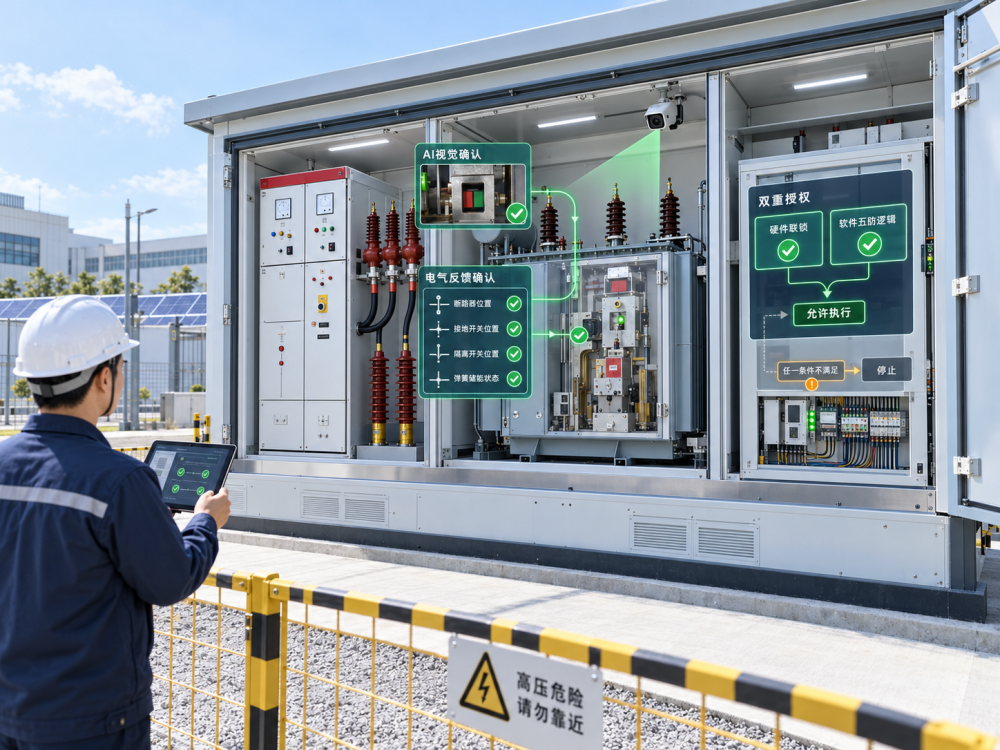 AI视觉确认
电气反馈确认
断路器位置
接地开关位置
隔离开关位置
弹簧储能状态
双重授权
硬件联锁
软件五防逻辑
允许执行
任一条件不满足
停止
高压危险
请勿靠近